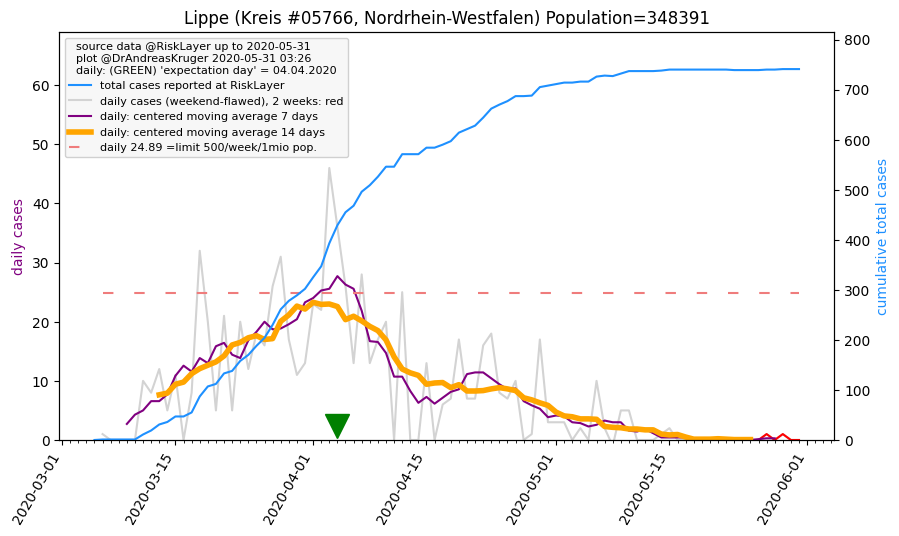 Lippe (Kreis #05766, Nordrhein-Westfalen) Population=348391
source data @RiskLayer up to 2020-05-31
plot @DrAndreasKruger 2020-05-31 03:26
daily: (GREEN) 'expectation day' = 04.04.2020
total cases reported at RiskLayer
daily cases (weekend-flawed), 2 weeks: red
daily: centered moving average 7 days
daily: centered moving average 14 days
daily 24.89 =limit 500/week/1mio pop.
daily cases
60
50
40
30
20
10
0
cumulative total cases
800
700
600
500
400
300
200
100
0
2020-03-01
2020-03-15
2020-04-01
2020-04-15
2020-05-01
2020-05-15
2020-06-01